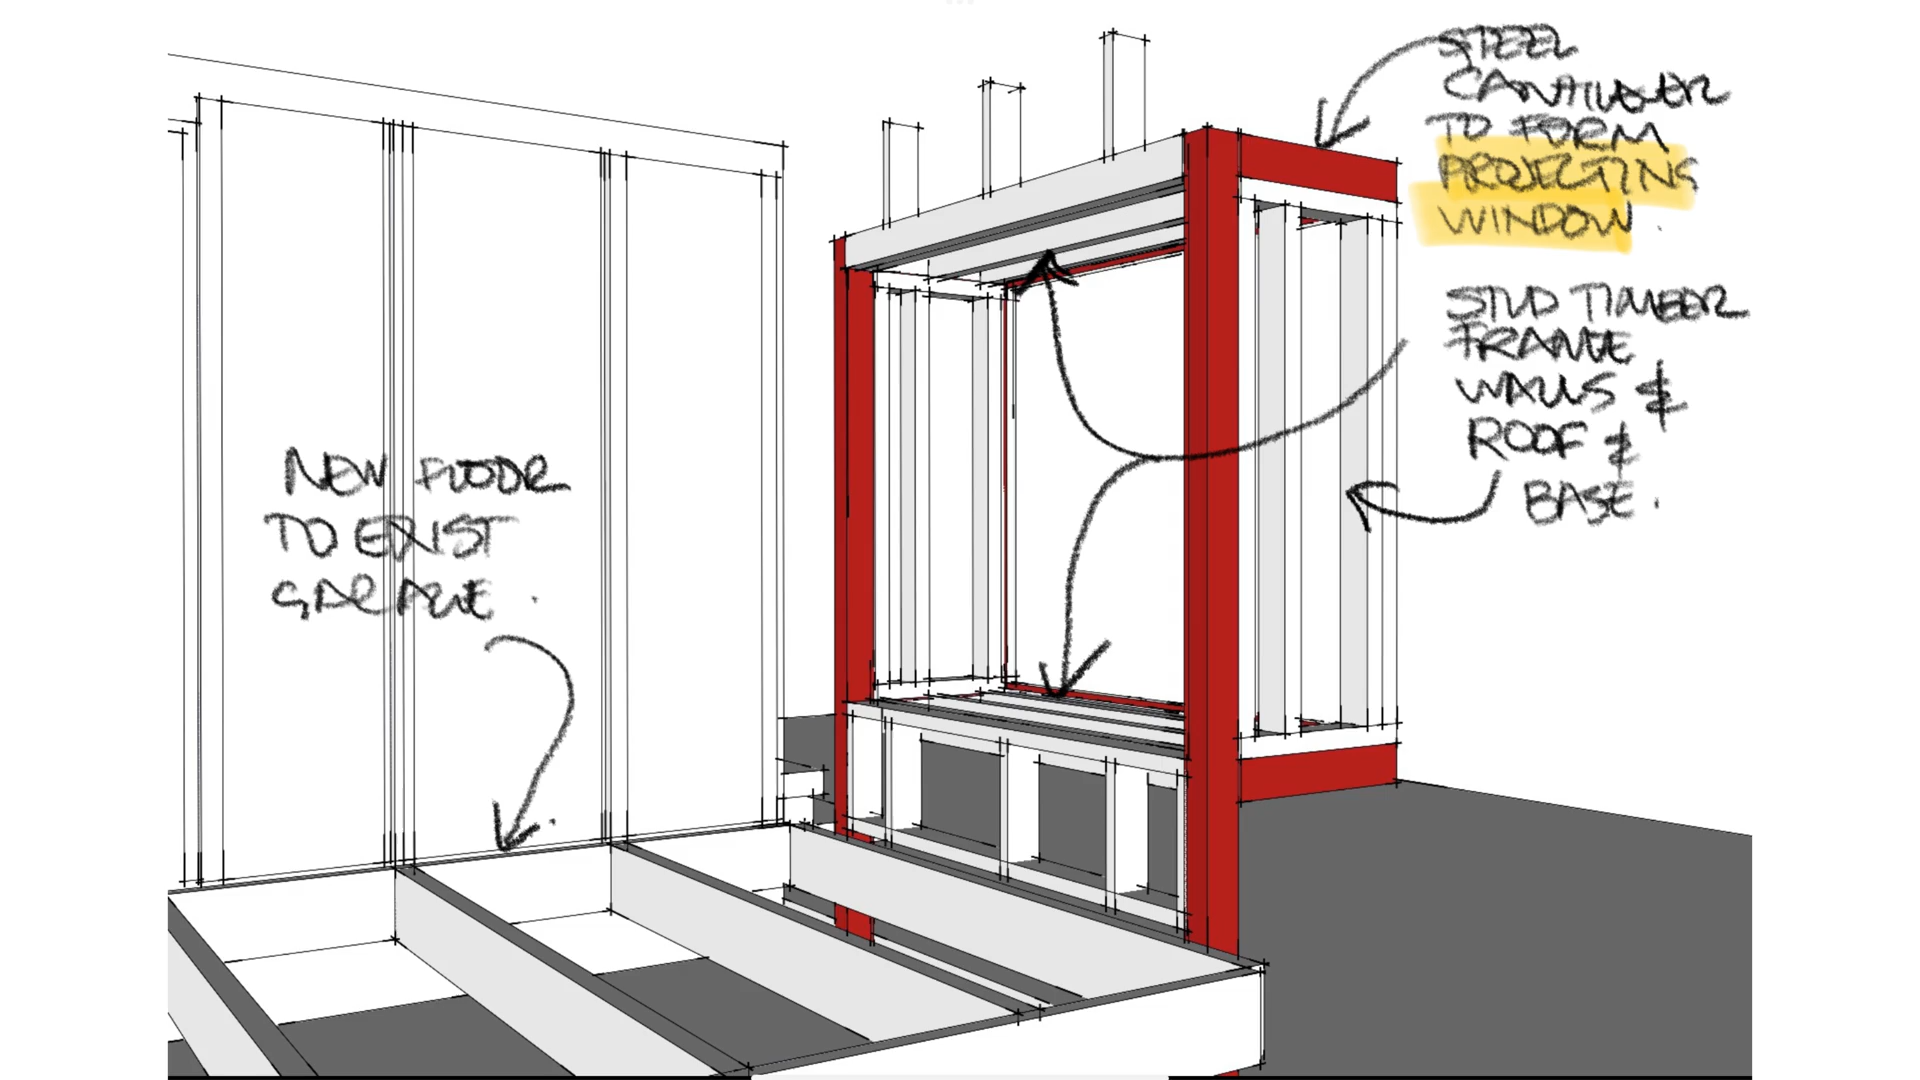 STEEL
CANTILEVER
TO FORM
PROJECTING
WINDOW.
STUD TIMBER
FRAME
WALLS &
ROOF &
BASE.
NEW FLOOR
TO EXIST
GARAGE.